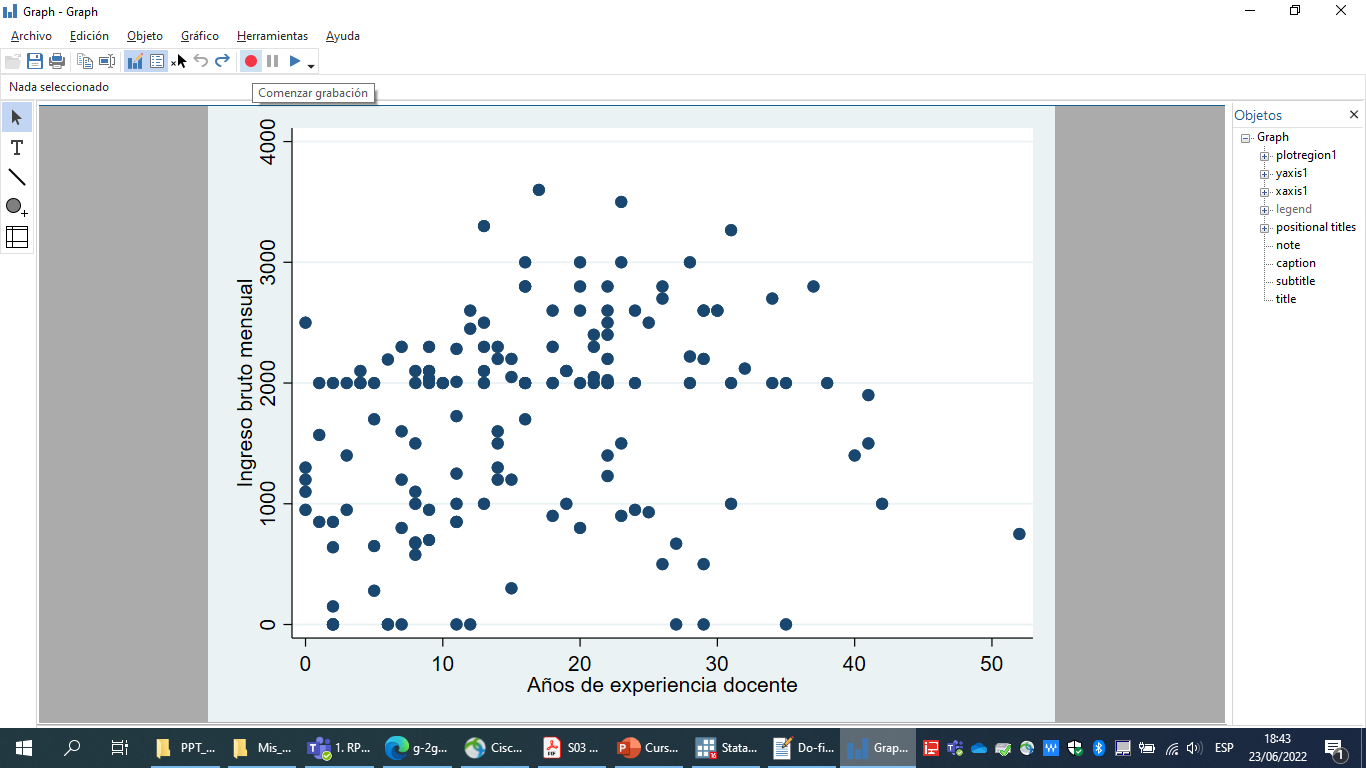 Graph - Graph
Archivo Edición Objeto Gráfico Herramientas Ayuda
Nada seleccionado
Comenzar grabación
T
Objetos
Graph
plotregion1
yaxis1
xaxis1
legend
positional titles
note
caption
subtitle
title
4000
3000
2000
1000
0
Ingreso bruto mensual
0 10 20 30 40 50
Años de experiencia docente
PPT_... Mis_... 1. RP... g-2g... Cisc... S03 ... Curs... Stata... Do-fi... Grap... ESP
18:43
23/06/2022
1